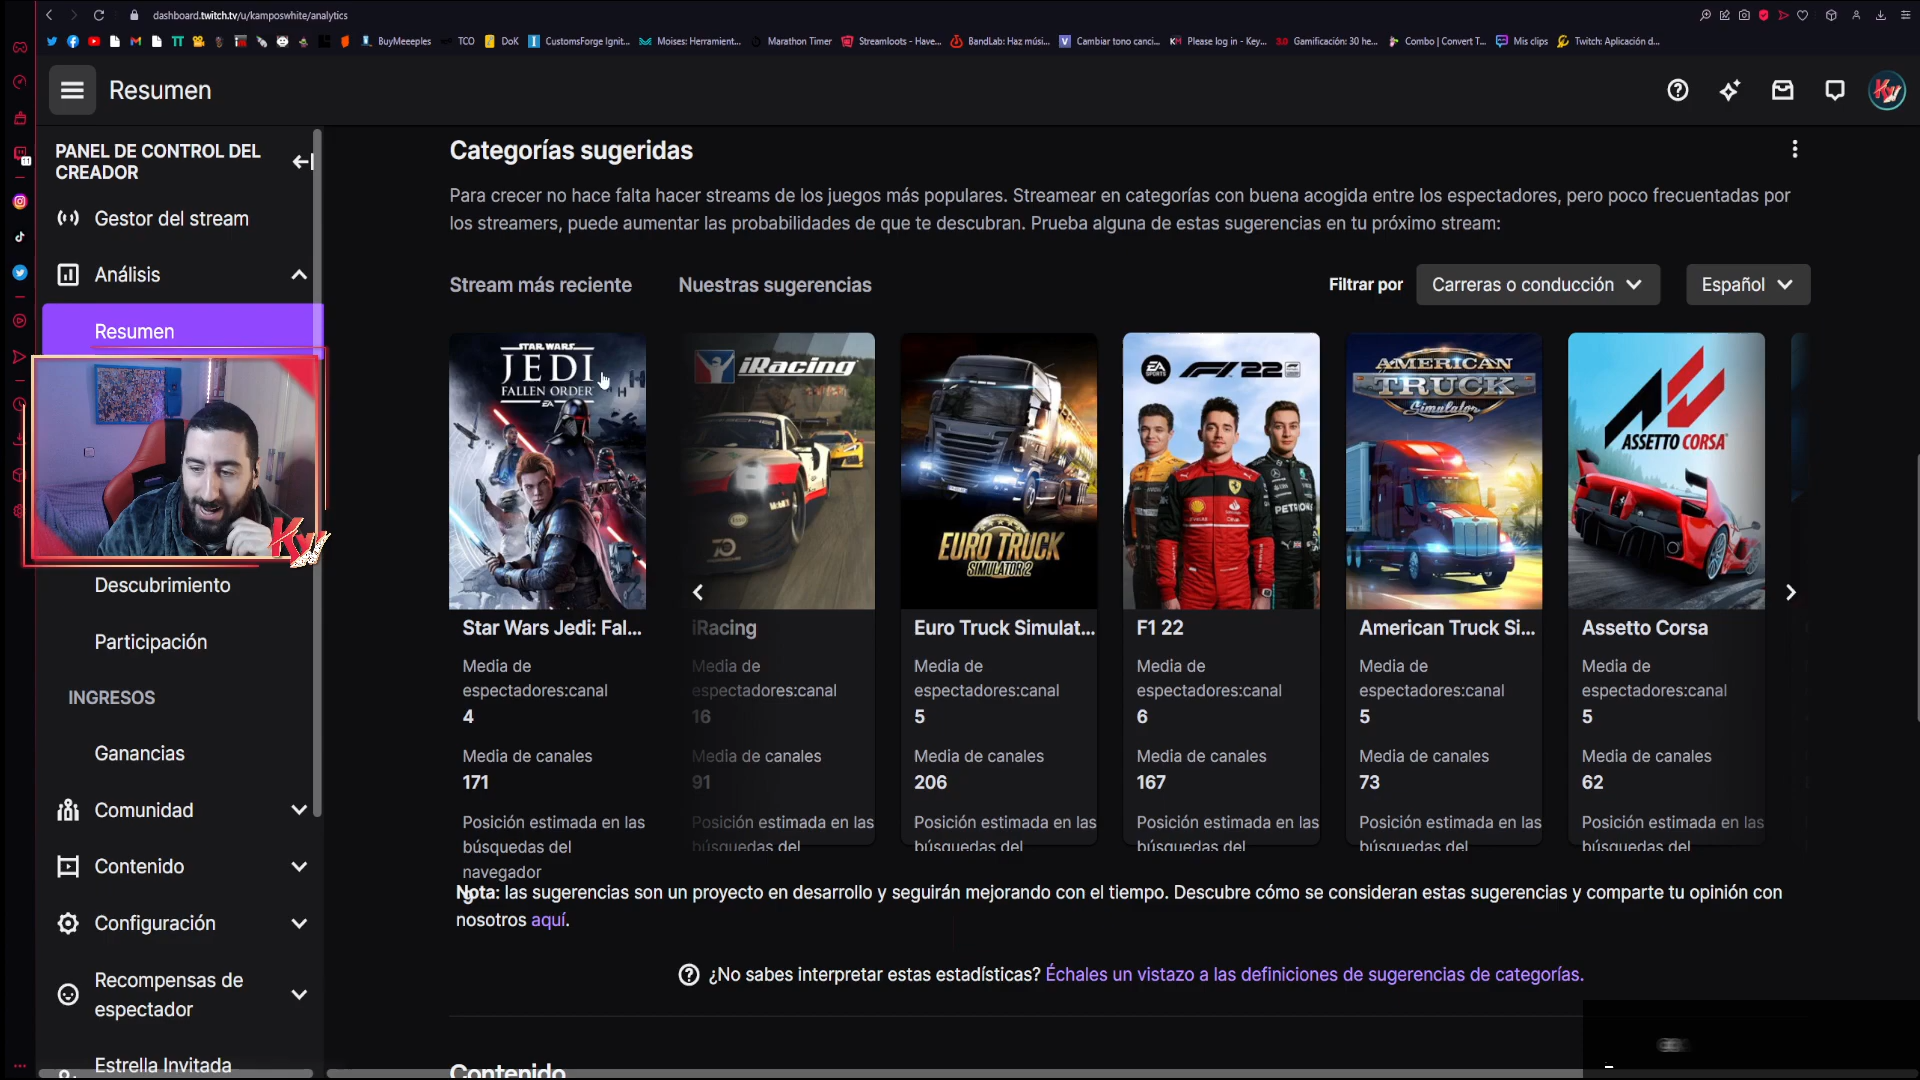 dashboard.twitch.tv/u/kamposwhite/analytics
BuyMeeeples
TCO
DoK
CustomsForge Ignit...
Moises: Herramient...
Marathon Timer
Streamloots - Have...
BandLab: Haz músi...
Cambiar tono canci...
Please log in - Key...
Gamificación: 30 he...
Combo | Convert T...
Mis clips
Twitch: Aplicación d...
Resumen
PANEL DE CONTROL DEL
CREADOR
Gestor del stream
Análisis
Resumen
Descubrimiento
Participación
INGRESOS
Ganancias
Comunidad
Contenido
Configuración
Recompensas de
espectador
Estrella Invitada
Categorías sugeridas
Para crecer no hace falta hacer streams de los juegos más populares. Streamear en categorías con buena acogida entre los espectadores, pero poco frecuentadas por
los streamers, puede aumentar las probabilidades de que te descubran. Prueba alguna de estas sugerencias en tu próximo stream:
Stream más reciente
Nuestras sugerencias
Filtrar por
Carreras o conducción
Español
STAR WARS
JEDI
FALLEN ORDER
EA
Star Wars Jedi: Fal...
Media de
espectadores:canal
4
Media de canales
171
Posición estimada en las
búsquedas del
navegador
iRacing
iRacing
Media de
espectadores:canal
16
Media de canales
91
Posición estimada en las
búsquedas del
EURO TRUCK
SIMULATOR 2
Euro Truck Simulat...
Media de
espectadores:canal
5
Media de canales
206
Posición estimada en las
búsquedas del
EA
SPORTS
F1 22
PETRONAS
F1 22
Media de
espectadores:canal
6
Media de canales
167
Posición estimada en las
búsquedas del
AMERICAN
TRUCK
Simulator
American Truck Si...
Media de
espectadores:canal
5
Media de canales
73
Posición estimada en las
búsquedas del
ASSETTO CORSA
Assetto Corsa
Media de
espectadores:canal
5
Media de canales
62
Posición estimada en las
búsquedas del
Nota: las sugerencias son un proyecto en desarrollo y seguirán mejorando con el tiempo. Descubre cómo se consideran estas sugerencias y comparte tu opinión con
nosotros aquí.
¿No sabes interpretar estas estadísticas? Échales un vistazo a las definiciones de sugerencias de categorías.
Contenido
KW